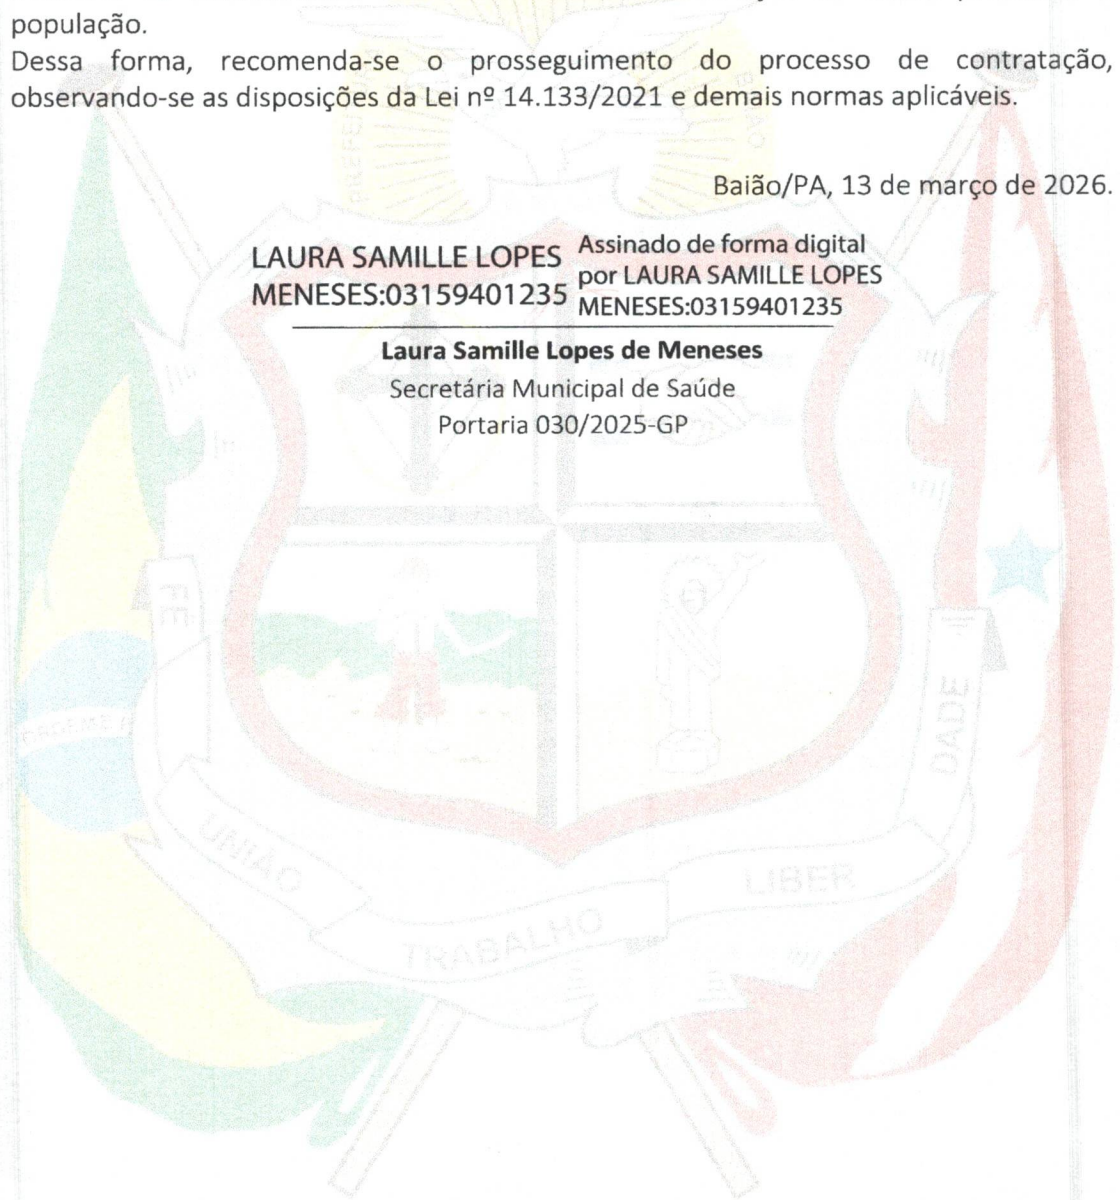 população.
Dessa forma, recomenda-se o prosseguimento do processo de contratação,
observando-se as disposições da Lei nº 14.133/2021 e demais normas aplicáveis.
Baião/PA, 13 de março de 2026.
LAURA SAMILLE LOPES
MENESES:03159401235
Assinado de forma digital
por LAURA SAMILLE LOPES
MENESES:03159401235
Laura Samille Lopes de Meneses
Secretária Municipal de Saúde
Portaria 030/2025-GP
FÉ
UNIÃO
TRABALHO
LIBER
DADE